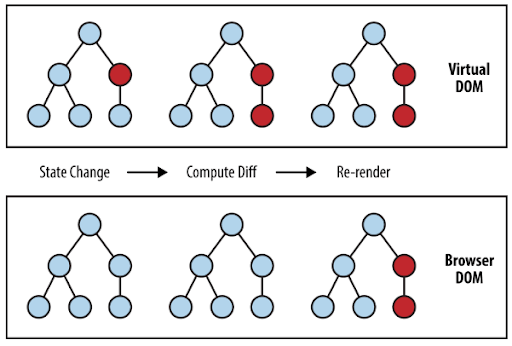 Virtual
DOM
State Change
Compute Diff
Re-render
Browser
DOM